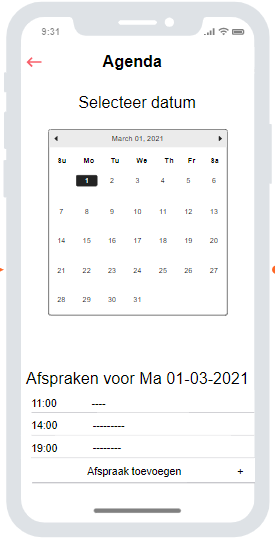 9:31
Agenda
Selecteer datum
March 01, 2021
Su Mo Tu We Th Fr Sa
1 2 3 4 5 6
7 8 9 10 11 12 13
14 15 16 17 18 19 20
21 22 23 24 25 26 27
28 29 30 31
Afspraken voor Ma 01-03-2021
11:00 ----
14:00 ---------
19:00 --------
Afspraak toevoegen +